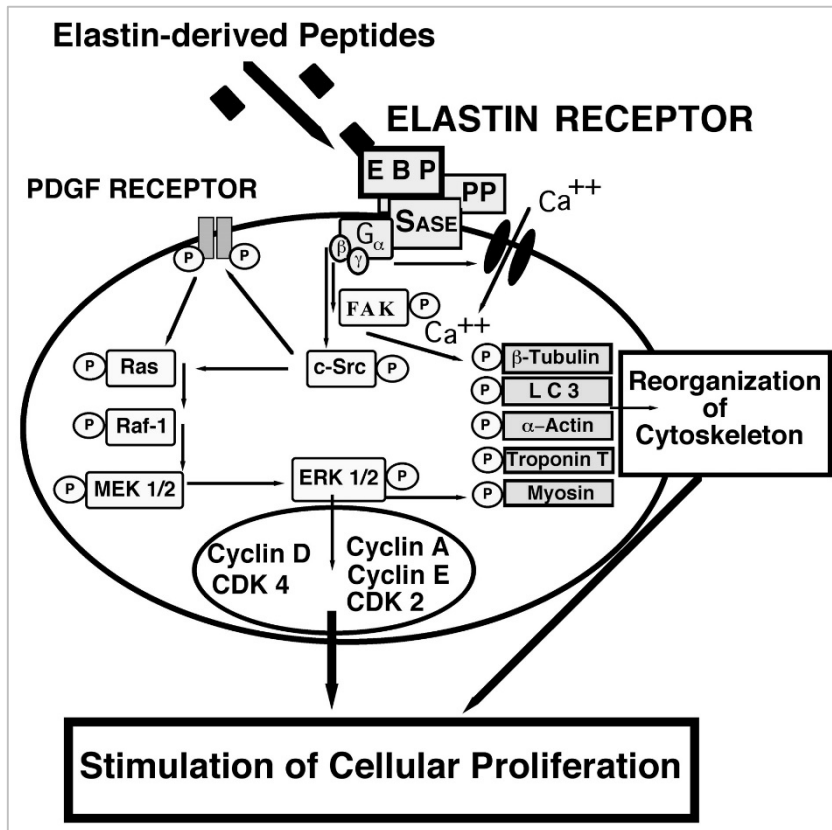 Elastin-derived Peptides
ELASTIN RECEPTOR
E B P
PP
PDGF RECEPTOR
Ca++
SASE
Gα
β
γ
P
P
FAK
P
Ca++
P
β-Tubulin
P
Ras
c-Src
P
P
L C 3
Reorganization
of
Cytoskeleton
P
Raf-1
P
α-Actin
P
Troponin T
P
MEK 1/2
ERK 1/2
P
P
Myosin
Cyclin D
CDK 4
Cyclin A
Cyclin E
CDK 2
Stimulation of Cellular Proliferation